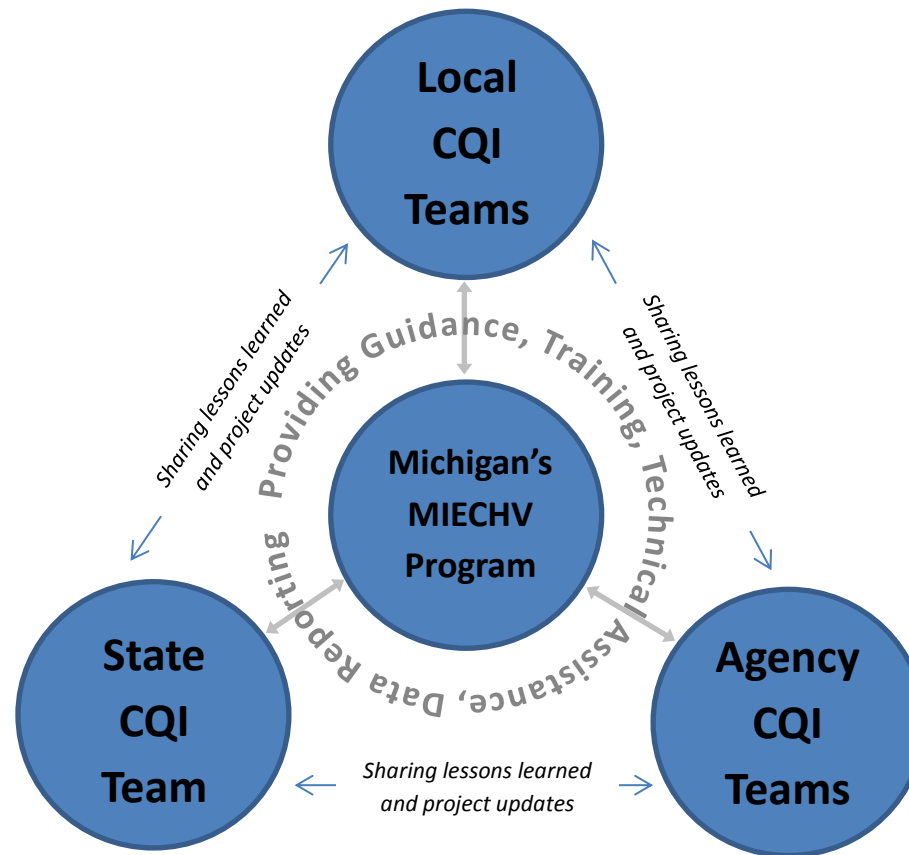 Local
CQI
Teams
Sharing lessons learned
and project updates
Sharing lessons learned
and project updates
Providing Guidance, Training, Technical Assistance, Data Reporting
Michigan’s
MIECHV
Program
State
CQI
Team
Agency
CQI
Teams
Sharing lessons learned
and project updates